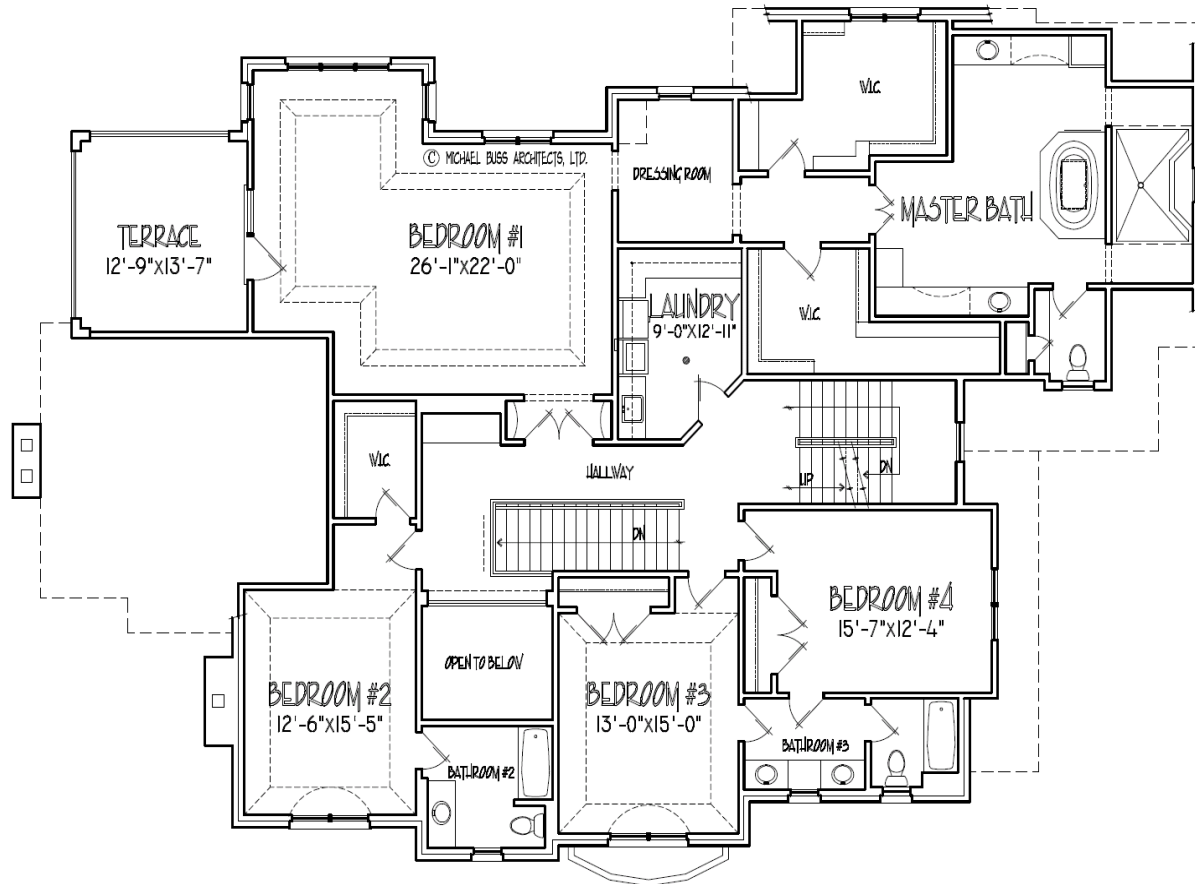 W.I.C.
© MICHAEL BUSS ARCHITECTS, LTD.
DRESSING ROOM
MASTER BATH
TERRACE
12'-9"X13'-7"
BEDROOM #1
26'-1"X22'-0"
LAUNDRY
9'-0"X12'-11"
W.I.C.
W.I.C.
HALLWAY
UP
DN
DN
BEDROOM #4
15'-7"X12'-4"
OPEN TO BELOW
BEDROOM #2
12'-6"X15'-5"
BEDROOM #3
13'-0"X15'-0"
BATHROOM #3
BATHROOM #2